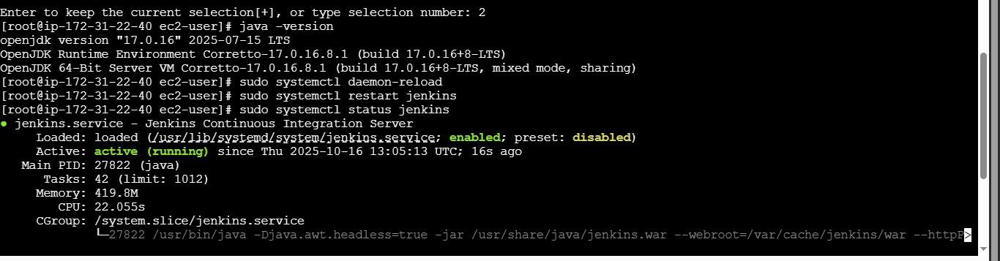 Enter to keep the current selection[+], or type selection number: 2
[root@ip-172-31-22-40 ec2-user]# java -version
openjdk version "17.0.16" 2025-07-15 LTS
OpenJDK Runtime Environment Corretto-17.0.16.8.1 (build 17.0.16+8-LTS)
OpenJDK 64-Bit Server VM Corretto-17.0.16.8.1 (build 17.0.16+8-LTS, mixed mode, sharing)
[root@ip-172-31-22-40 ec2-user]# sudo systemctl daemon-reload
[root@ip-172-31-22-40 ec2-user]# sudo systemctl restart jenkins
[root@ip-172-31-22-40 ec2-user]# sudo systemctl status jenkins
● jenkins.service - Jenkins Continuous Integration Server
     Loaded: loaded (/usr/lib/systemd/system/jenkins.service; enabled; preset: disabled)
     Active: active (running) since Thu 2025-10-16 13:05:13 UTC; 16s ago
   Main PID: 27822 (java)
      Tasks: 42 (limit: 1012)
     Memory: 419.8M
        CPU: 22.055s
     CGroup: /system.slice/jenkins.service
             └─27822 /usr/bin/java -Djava.awt.headless=true -jar /usr/share/java/jenkins.war --webroot=/var/cache/jenkins/war --httpP>